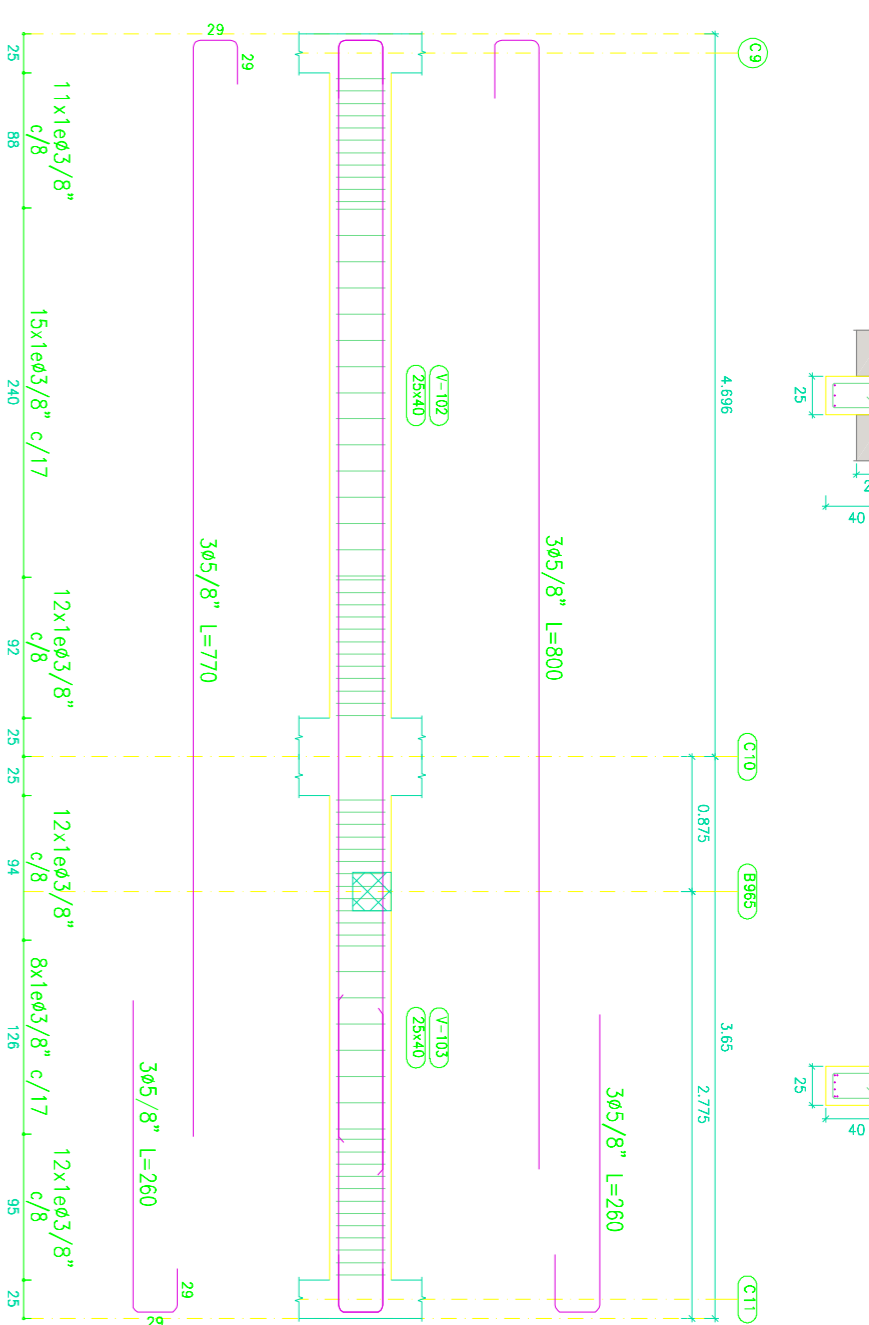 C9
C10
B965
C11
25
40
25
40
4.696
3.65
0.875
2.775
3ø5/8" L=800
3ø5/8" L=260
V-102
25x40
V-103
25x40
29
29
3ø5/8" L=770
3ø5/8" L=260
29
29
11x1eø3/8"
c/8
15x1eø3/8" c/17
12x1eø3/8"
c/8
12x1eø3/8"
c/8
8x1eø3/8" c/17
12x1eø3/8"
c/8
25 88 240 92 25 25 94 126 95 25